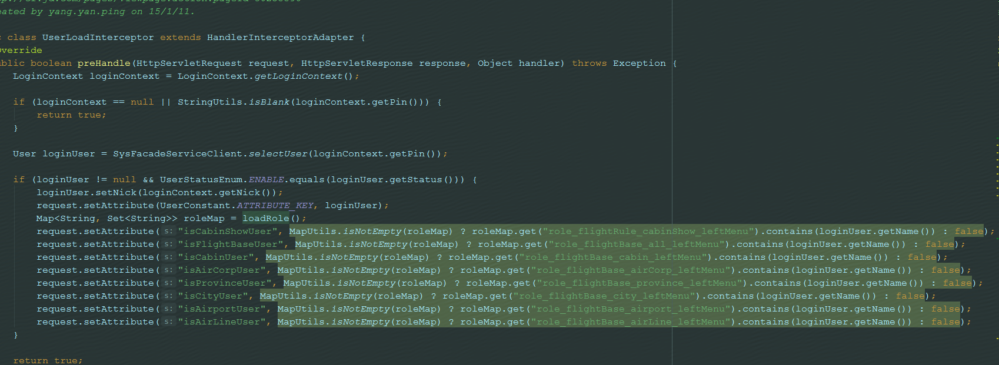 eated by yang.yan.ping on 15/1/11.
class UserLoadInterceptor extends HandlerInterceptorAdapter {
verride
blic boolean preHandle(HttpServletRequest request, HttpServletResponse response, Object handler) throws Exception {
LoginContext loginContext = LoginContext.getLoginContext();
if (loginContext == null || StringUtils.isBlank(loginContext.getPin())) {
return true;
}
User loginUser = SysFacadeServiceClient.selectUser(loginContext.getPin());
if (loginUser != null && UserStatusEnum.ENABLE.equals(loginUser.getStatus())) {
loginUser.setNick(loginContext.getNick());
request.setAttribute(UserConstant.ATTRIBUTE_KEY, loginUser);
Map<String, Set<String>> roleMap = loadRole();
request.setAttribute( s: "isCabinShowUser", MapUtils.isNotEmpty(roleMap) ? roleMap.get("role_flightRule_cabinShow_leftMenu").contains(loginUser.getName()) : false);
request.setAttribute( s: "isFlightBaseUser", MapUtils.isNotEmpty(roleMap) ? roleMap.get("role_flightBase_all_leftMenu").contains(loginUser.getName()) : false);
request.setAttribute( s: "isCabinUser", MapUtils.isNotEmpty(roleMap) ? roleMap.get("role_flightBase_cabin_leftMenu").contains(loginUser.getName()) : false);
request.setAttribute( s: "isAirCorpUser", MapUtils.isNotEmpty(roleMap) ? roleMap.get("role_flightBase_airCorp_leftMenu").contains(loginUser.getName()) : false);
request.setAttribute( s: "isProvinceUser", MapUtils.isNotEmpty(roleMap) ? roleMap.get("role_flightBase_province_leftMenu").contains(loginUser.getName()) : false);
request.setAttribute( s: "isCityUser", MapUtils.isNotEmpty(roleMap) ? roleMap.get("role_flightBase_city_leftMenu").contains(loginUser.getName()) : false);
request.setAttribute( s: "isAirportUser", MapUtils.isNotEmpty(roleMap) ? roleMap.get("role_flightBase_airport_leftMenu").contains(loginUser.getName()) : false);
request.setAttribute( s: "isAirLineUser", MapUtils.isNotEmpty(roleMap) ? roleMap.get("role_flightBase_airLine_leftMenu").contains(loginUser.getName()) : false);
}
return true;